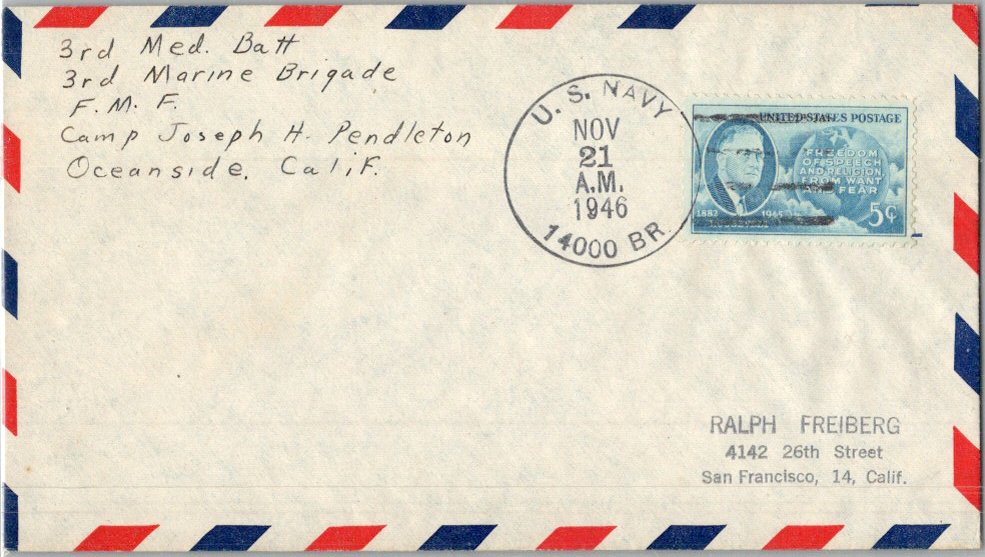 3rd Med. Batt
3rd Marine Brigade
F. M. F.
Camp Joseph H. Pendleton
Oceanside, Calif.
U. S. NAVY
NOV
21
A.M.
1946
14000 BR
UNITED STATES POSTAGE
FREEDOM
OF SPEECH
AND RELIGION,
FROM WANT
AND FEAR
1882 1945
5¢
RALPH FREIBERG
4142 26th Street
San Francisco, 14, Calif.